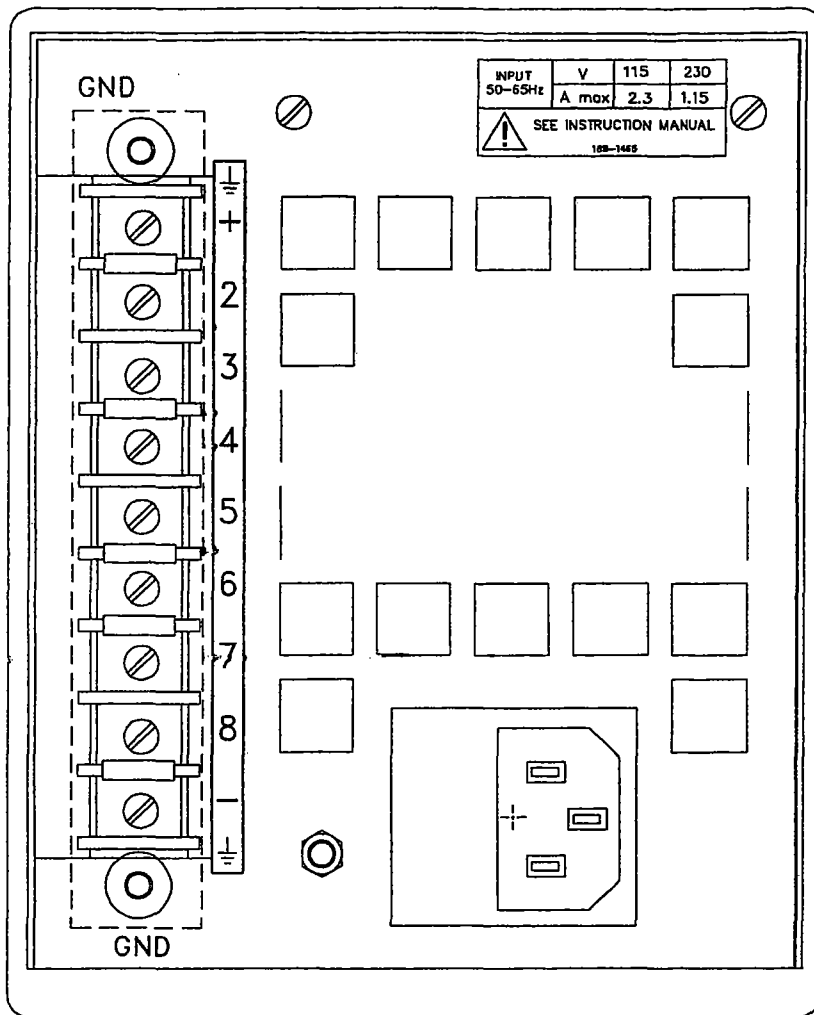 GND
INPUT
50–65Hz
V 115 230
A max 2.3 1.15
SEE INSTRUCTION MANUAL
+
2
3
4
5
6
7
8
–
GND